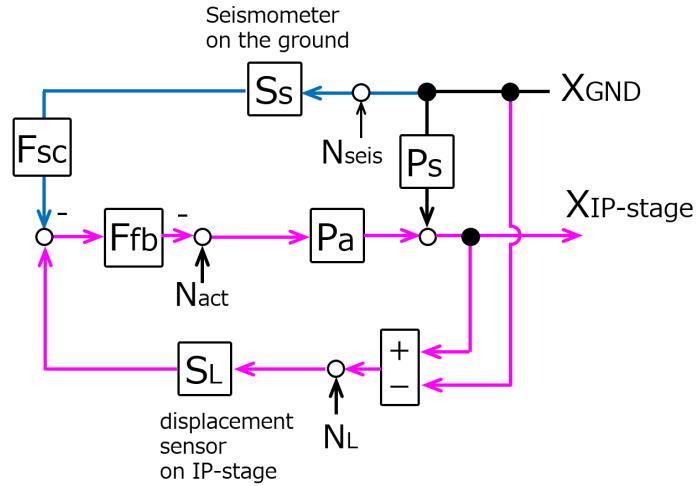 Seismometer
on the ground
Ss
XGND
Nseis
Fsc
Ps
XIP-stage
-
-
Ffb
Pa
Nact
+
−
SL
NL
displacement
sensor
on IP-stage